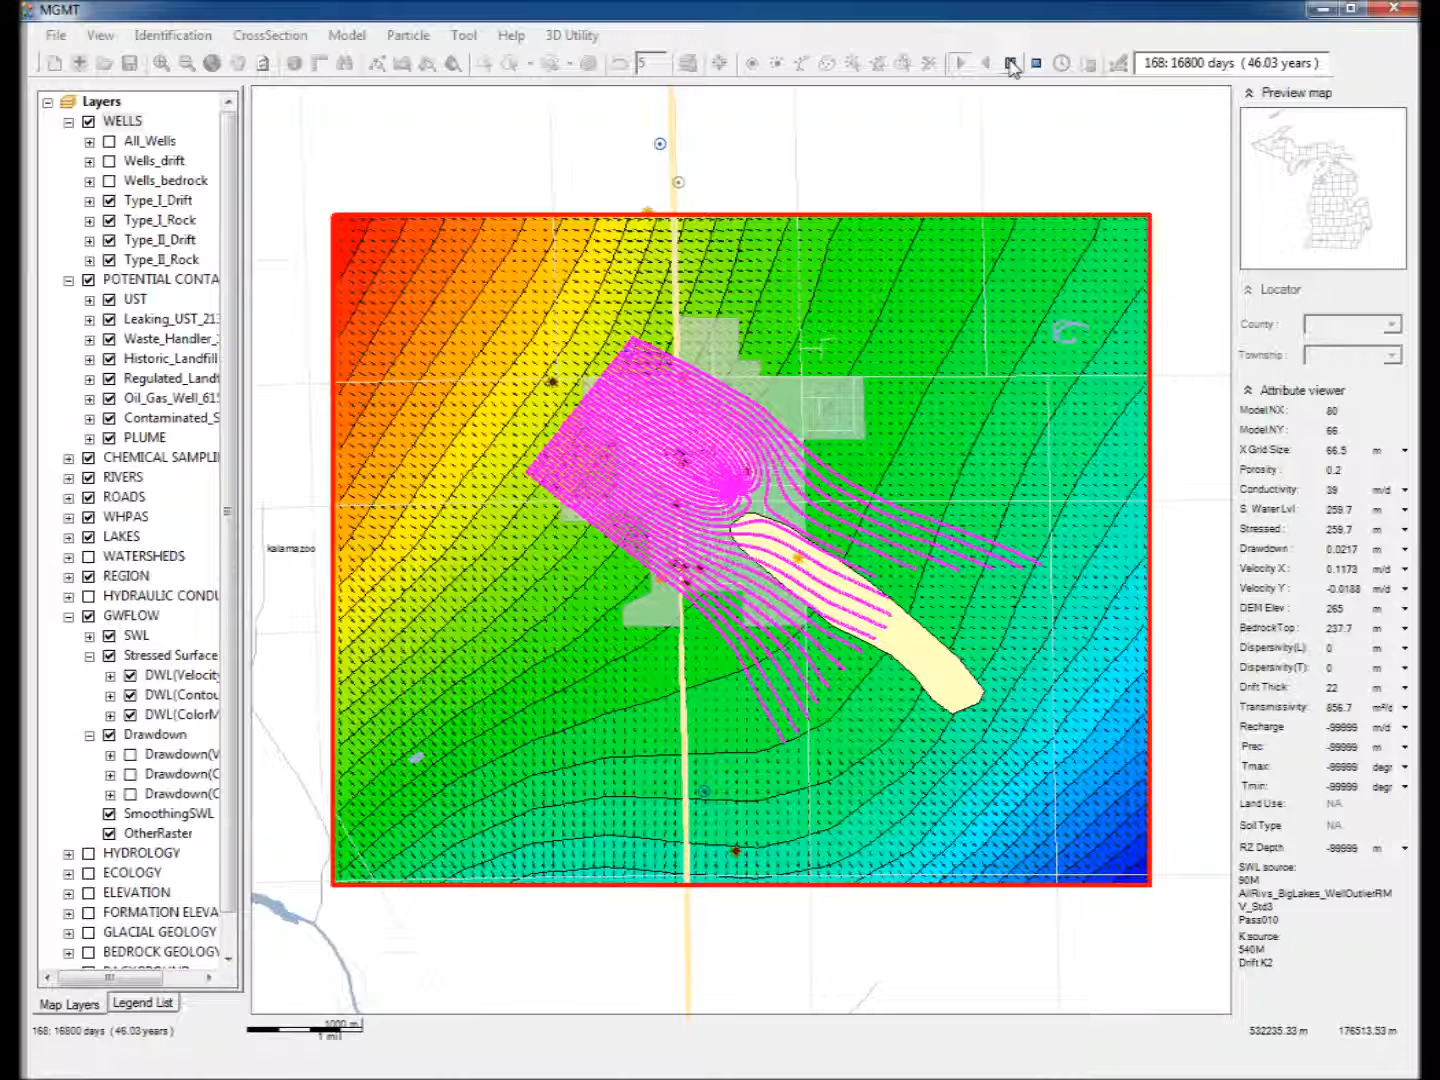 MGMT
File View Identification CrossSection Model Particle Tool Help 3D Utility
5
168: 16800 days ( 46.03 years )
Layers
WELLS
All_Wells
Wells_drift
Wells_bedrock
Type_I_Drift
Type_I_Rock
Type_II_Drift
Type_II_Rock
POTENTIAL CONTA
UST
Leaking_UST_21
Waste_Handler_
Historic_Landfill
Regulated_Landf
Oil_Gas_Well_61
Contaminated_S
PLUME
CHEMICAL SAMPLI
RIVERS
ROADS
WHPAS
LAKES
WATERSHEDS
REGION
HYDRAULIC CONDU
GWFLOW
SWL
Stressed Surface
DWL(Velocity
DWL(Contou
DWL(ColorM
Drawdown
Drawdown(V
Drawdown(C
Drawdown(C
SmoothingSWL
OtherRaster
HYDROLOGY
ECOLOGY
ELEVATION
FORMATION ELEVA
GLACIAL GEOLOGY
BEDROCK GEOLOGY
Map Layers Legend List
168: 16800 days ( 46.03 years )
kalamazoo
1000 m
1 mil
Preview map
Locator
County :
Township :
Attribute viewer
Model NX : 80
Model NY : 66
X Grid Size: 66.5 m
Porosity : 0.2
Conductivity: 39 m/d
S. Water Lvl: 259.7 m
Stressed : 259.7 m
Drawdown : 0.0217 m
Velocity X : 0.1173 m/d
Velocity Y : -0.0188 m/d
DEM Elev : 265 m
Bedrock Top : 237.7 m
Dispersivity(L): 0 m
Dispersivity(T): 0 m
Drift Thick: 22 m
Transmissivity: 856.7 m²/d
Recharge -99999 m/d
Prec: -99999 m
Tmax: -99999 degr
Tmin: -99999 degr
Land Use: NA
Soil Type NA
RZ Depth -99999 m
SWL source:
90M
AllRivs_BigLakes_WellOutlierRM
V_Std3
Pass010
K source:
540M
Drift K2
532235.33 m 176513.53 m